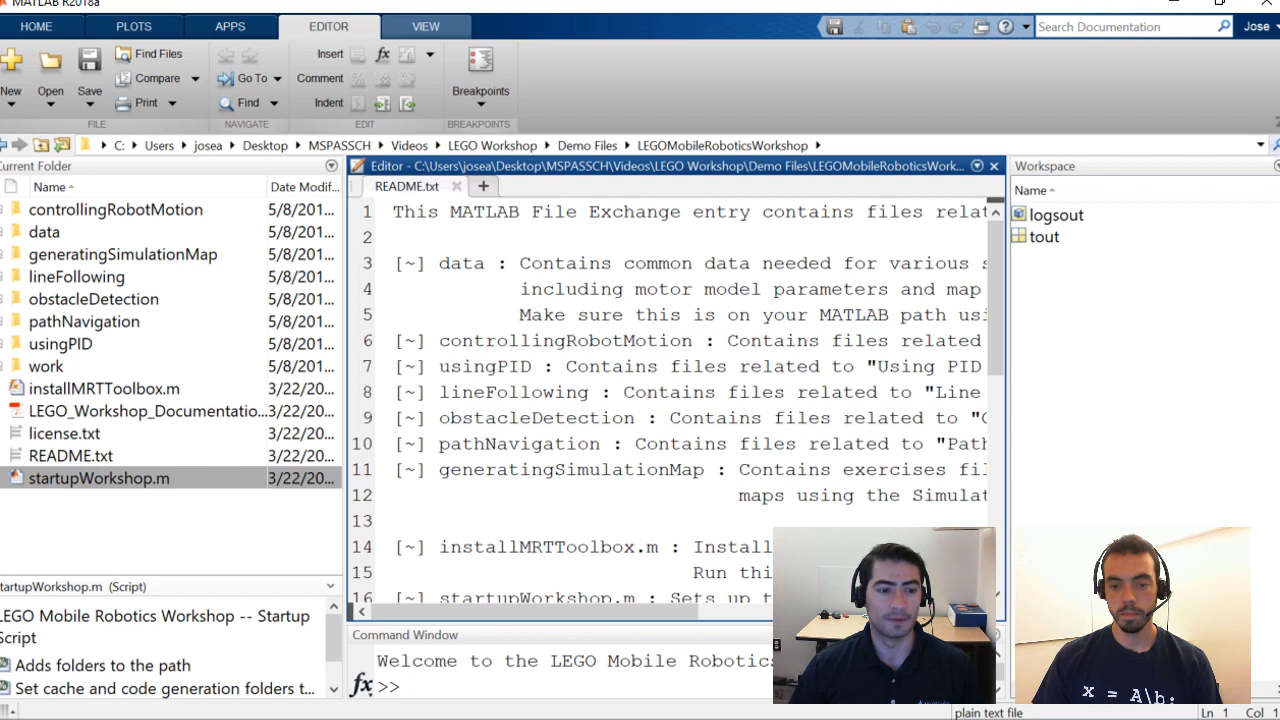 MATLAB R2018a
HOME PLOTS APPS EDITOR VIEW
Search Documentation
Jose
New Open Save
Find Files
Compare
Print
Go To
Find
Insert
Comment
Indent
Breakpoints
FILE NAVIGATE EDIT BREAKPOINTS
C: Users josea Desktop MSPASSCH Videos LEGO Workshop Demo Files LEGOMobileRoboticsWorkshop
Current Folder
Name Date Modif...
controllingRobotMotion 5/8/201...
data 5/8/201...
generatingSimulationMap 5/8/201...
lineFollowing 5/8/201...
obstacleDetection 5/8/201...
pathNavigation 5/8/201...
usingPID 5/8/201...
work 5/8/201...
installMRTToolbox.m 3/22/20...
LEGO_Workshop_Documentatio... 3/22/20...
license.txt 3/22/20...
README.txt 3/22/20...
startupWorkshop.m 3/22/20...
tartupWorkshop.m (Script)
LEGO Mobile Robotics Workshop -- Startup
Script
Adds folders to the path
Set cache and code generation folders t...
Editor - C:\Users\josea\Desktop\MSPASSCH\Videos\LEGO Workshop\Demo Files\LEGOMobileRoboticsWork...
README.txt
1 This MATLAB File Exchange entry contains files relat
2
3 [~] data : Contains common data needed for various s
4 including motor model parameters and map
5 Make sure this is on your MATLAB path usi
6 [~] controllingRobotMotion : Contains files related
7 [~] usingPID : Contains files related to "Using PID
8 [~] lineFollowing : Contains files related to "Line
9 [~] obstacleDetection : Contains files related to "O
10 [~] pathNavigation : Contains files related to "Path
11 [~] generatingSimulationMap : Contains exercises fil
12 maps using the Simulat
13
14 [~] installMRTToolbox.m : Install
15 Run thi
16 [~] startupWorkshop.m : Sets up t
Command Window
Welcome to the LEGO Mobile Robotics
fx >>
Workspace
Name
logsout
tout
x = A\b;
plain text file Ln 1 Col 1